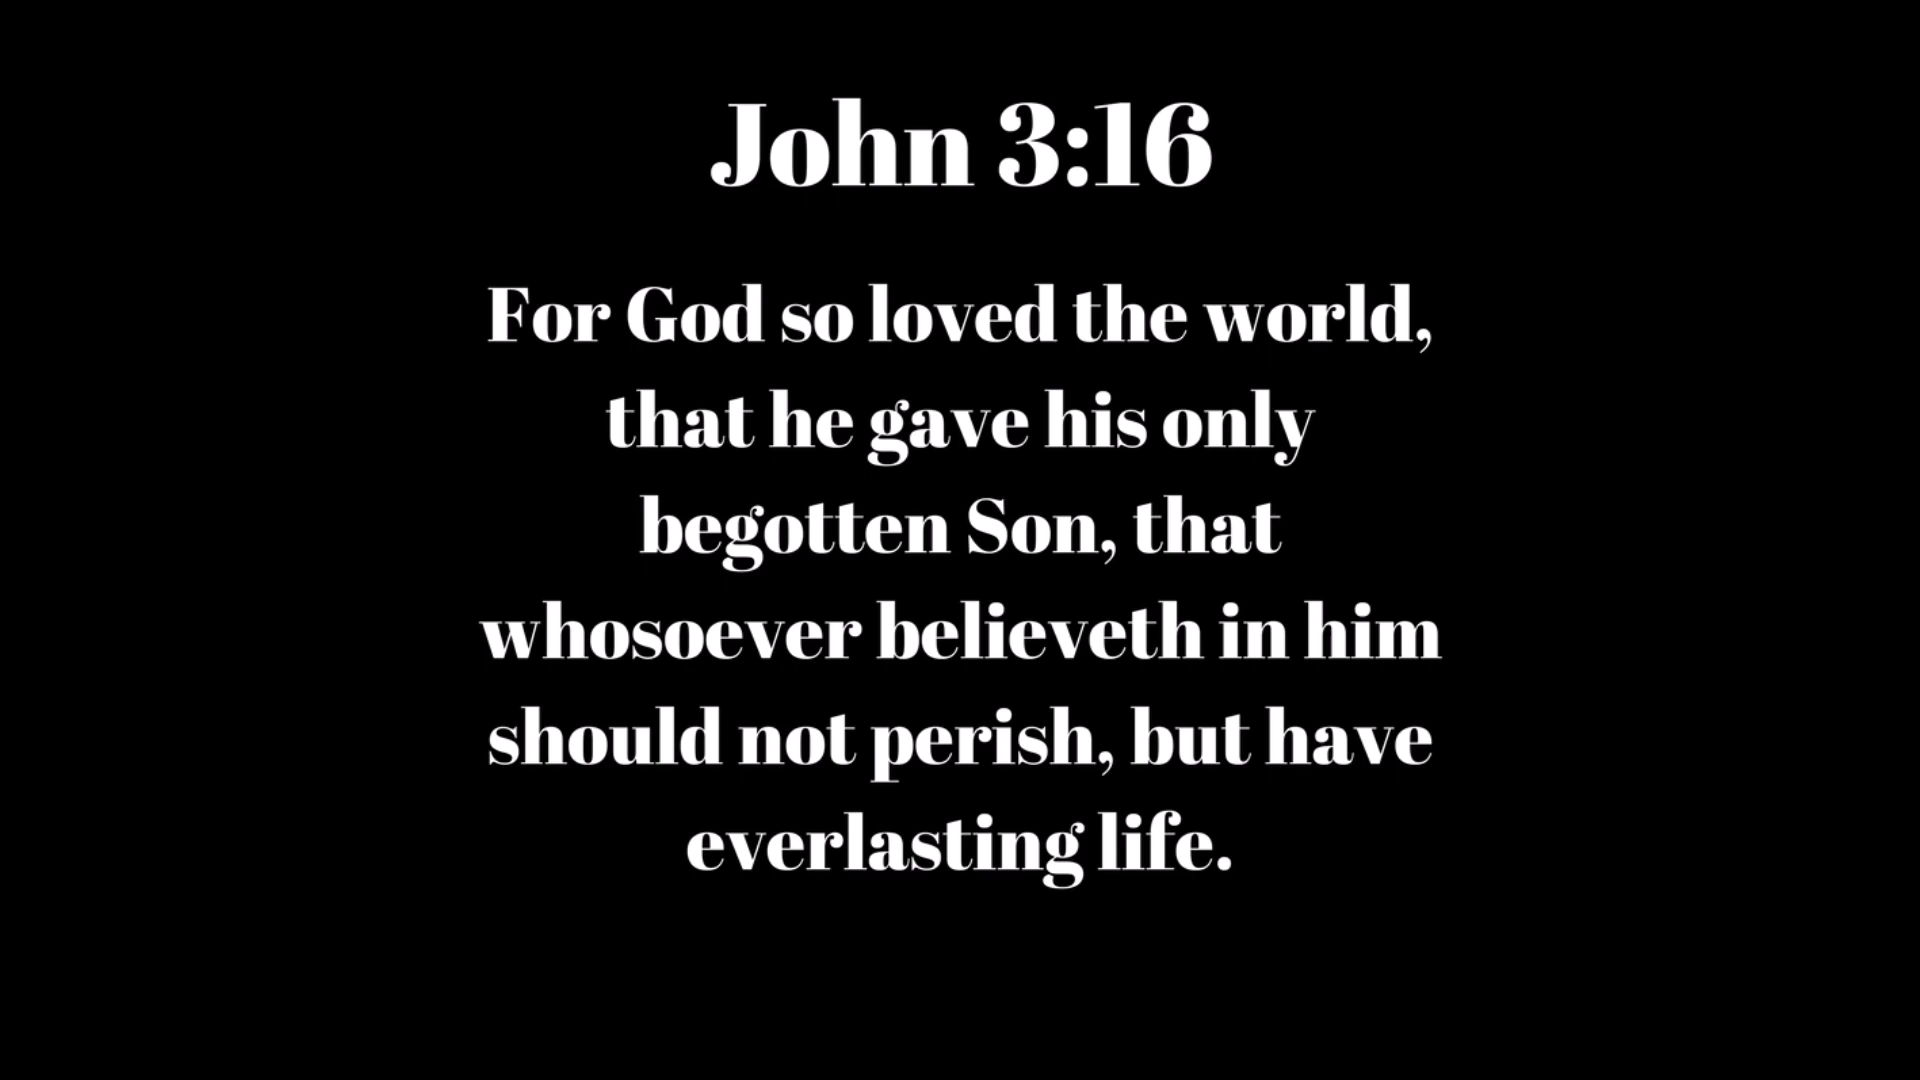 John 3:16
For God so loved the world,
that he gave his only
begotten Son, that
whosoever believeth in him
should not perish, but have
everlasting life.